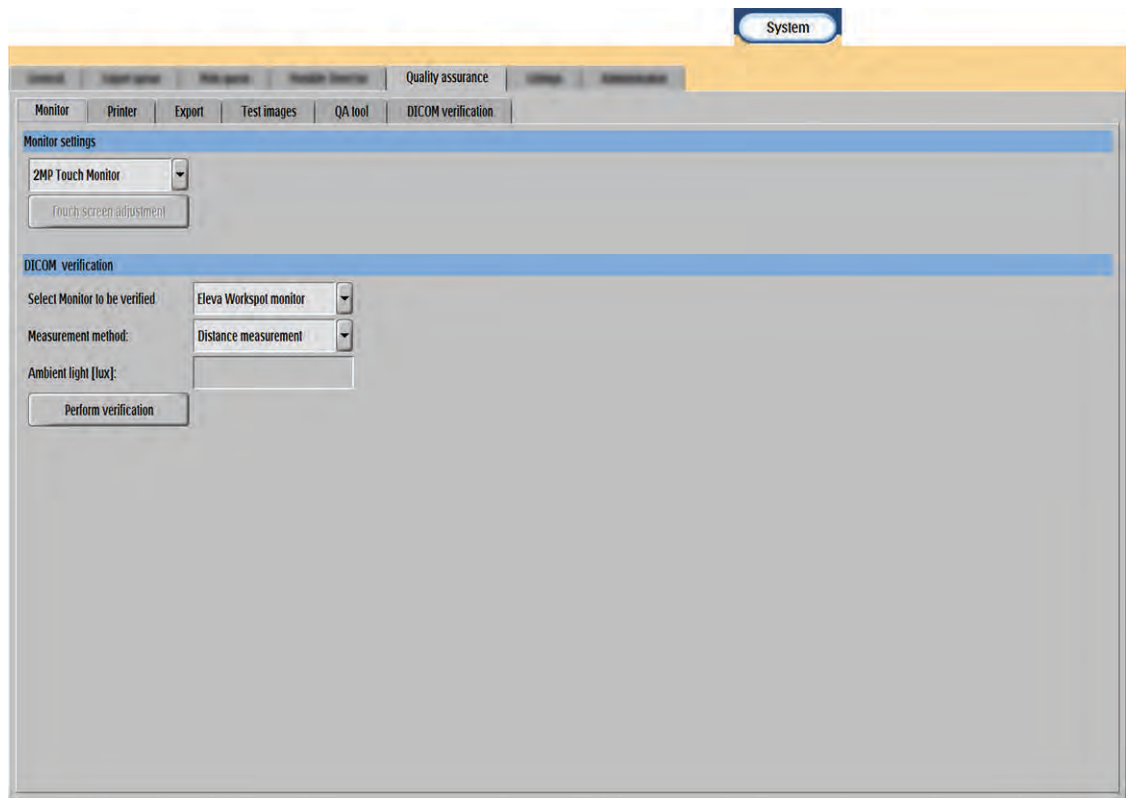 System
Quality assurance
Monitor Printer Export Test images QA tool DICOM verification
Monitor settings
2MP Touch Monitor
Touch screen adjustment
DICOM verification
Select Monitor to be verified Eleva Workspot monitor
Measurement method: Distance measurement
Ambient light [lux]:
Perform verification